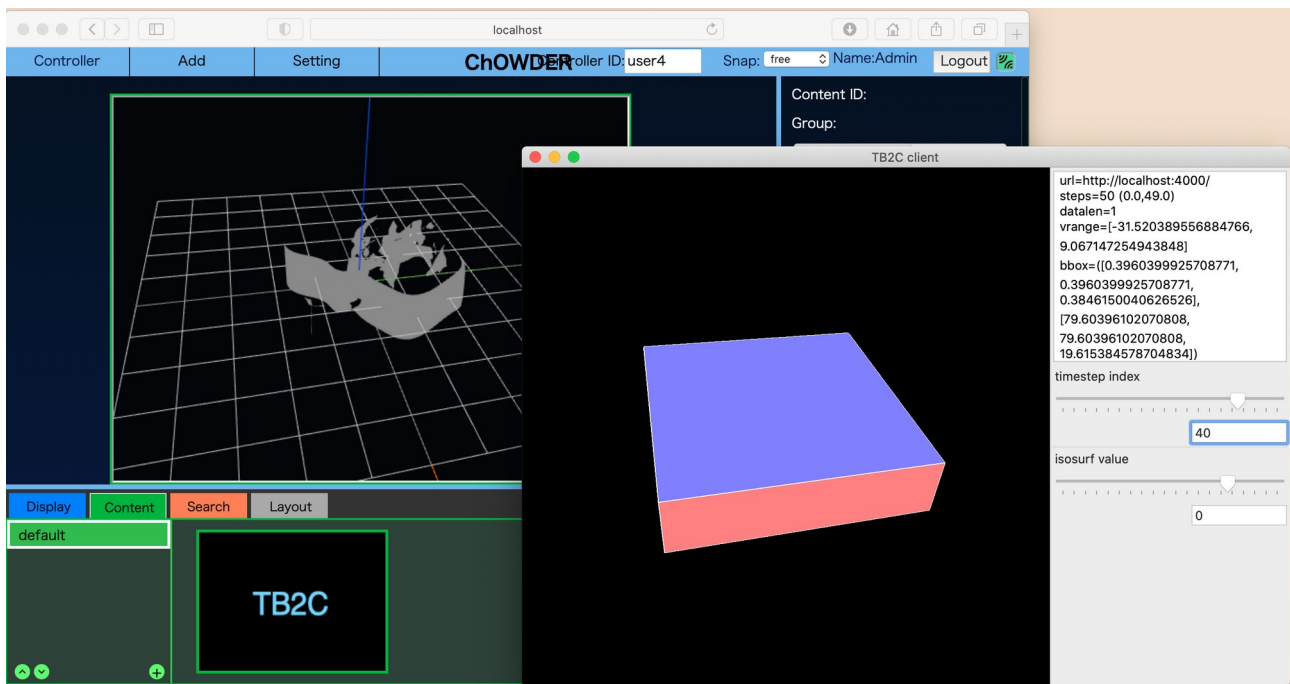 localhost
Controller
Add
Setting
ChOWDER
Controller ID: user4
Snap: free
Name:Admin
Logout
Content ID:
Group:
TB2C client
url=http://localhost:4000/
steps=50 (0.0,49.0)
datalen=1
vrange=[-31.520389556884766,
9.067147254943848]
bbox=([0.3960399925708771,
0.3960399925708771,
0.3846150040626526],
[79.60396102070808,
79.60396102070808,
19.615384578704834])
timestep index
40
isosurf value
0
Display
Content
Search
Layout
default
TB2C